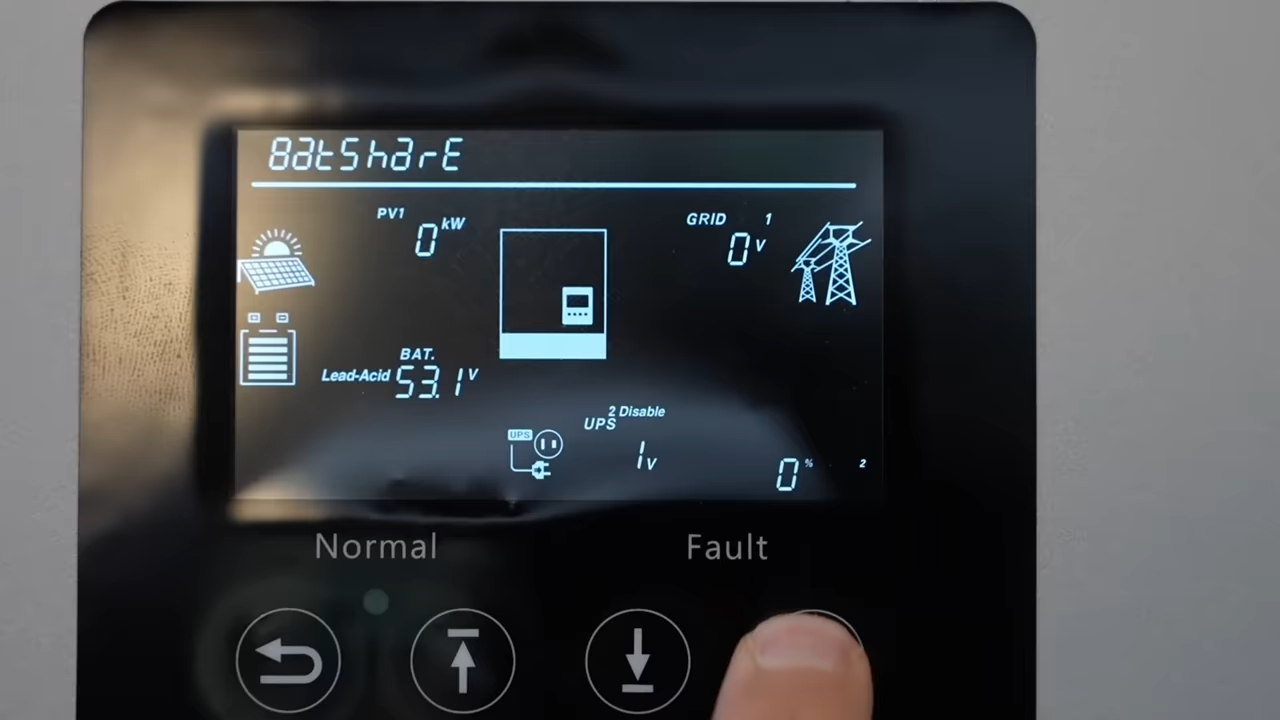 BatSharE
PV1 0 kW
GRID 1 0 V
BAT.
Lead-Acid 53.1 V
2 Disable
UPS
UPS
1 V
0 % 2
Normal Fault